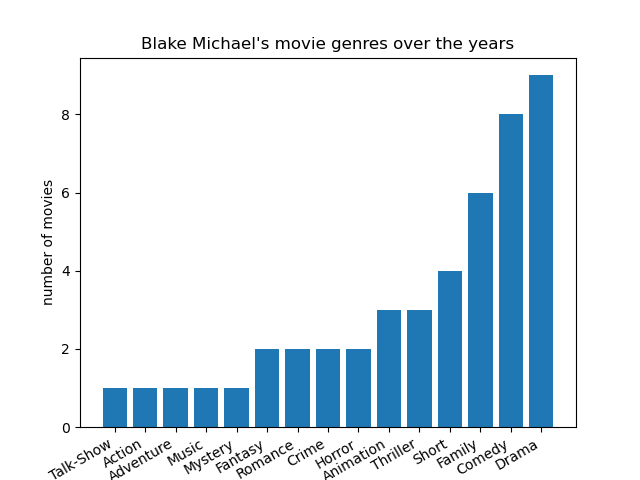 Blake Michael's movie genres over the years
number of movies
8
6
4
2
0
Talk-Show
Action
Adventure
Music
Mystery
Fantasy
Romance
Crime
Horror
Animation
Thriller
Short
Family
Comedy
Drama